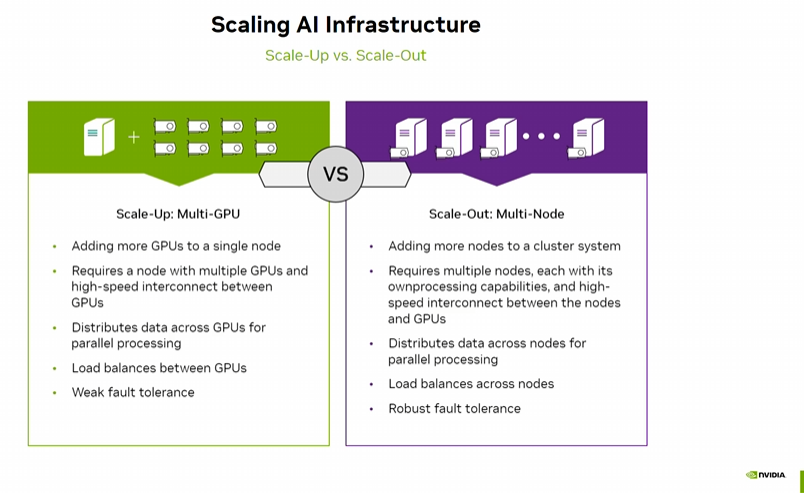 Scaling AI Infrastructure
Scale-Up vs. Scale-Out
VS
Scale-Up: Multi-GPU
• Adding more GPUs to a single node
• Requires a node with multiple GPUs and
high-speed interconnect between
GPUs
• Distributes data across GPUs for
parallel processing
• Load balances between GPUs
• Weak fault tolerance
Scale-Out: Multi-Node
• Adding more nodes to a cluster system
• Requires multiple nodes, each with its
ownprocessing capabilities, and high-
speed interconnect between the nodes
and GPUs
• Distributes data across nodes for
parallel processing
• Load balances across nodes
• Robust fault tolerance
NVIDIA